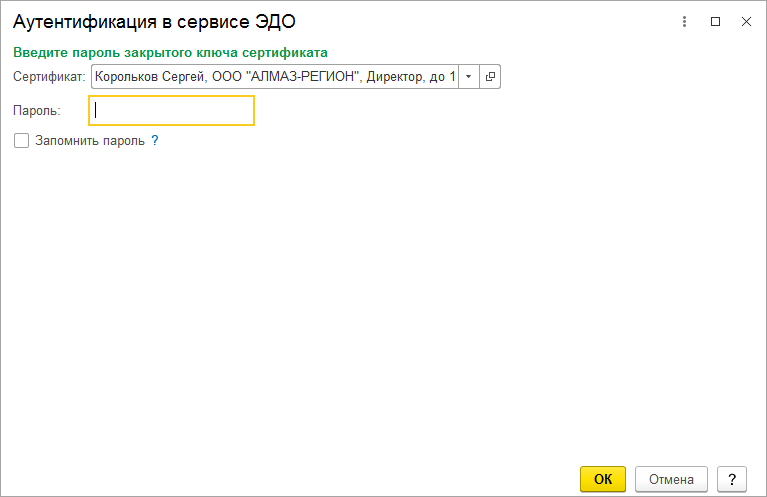 Аутентификация в сервисе ЭДО
Введите пароль закрытого ключа сертификата
Сертификат: Корольков Сергей, ООО "АЛМАЗ-РЕГИОН", Директор, до 1
Пароль:
Запомнить пароль ?
ОК Отмена ?